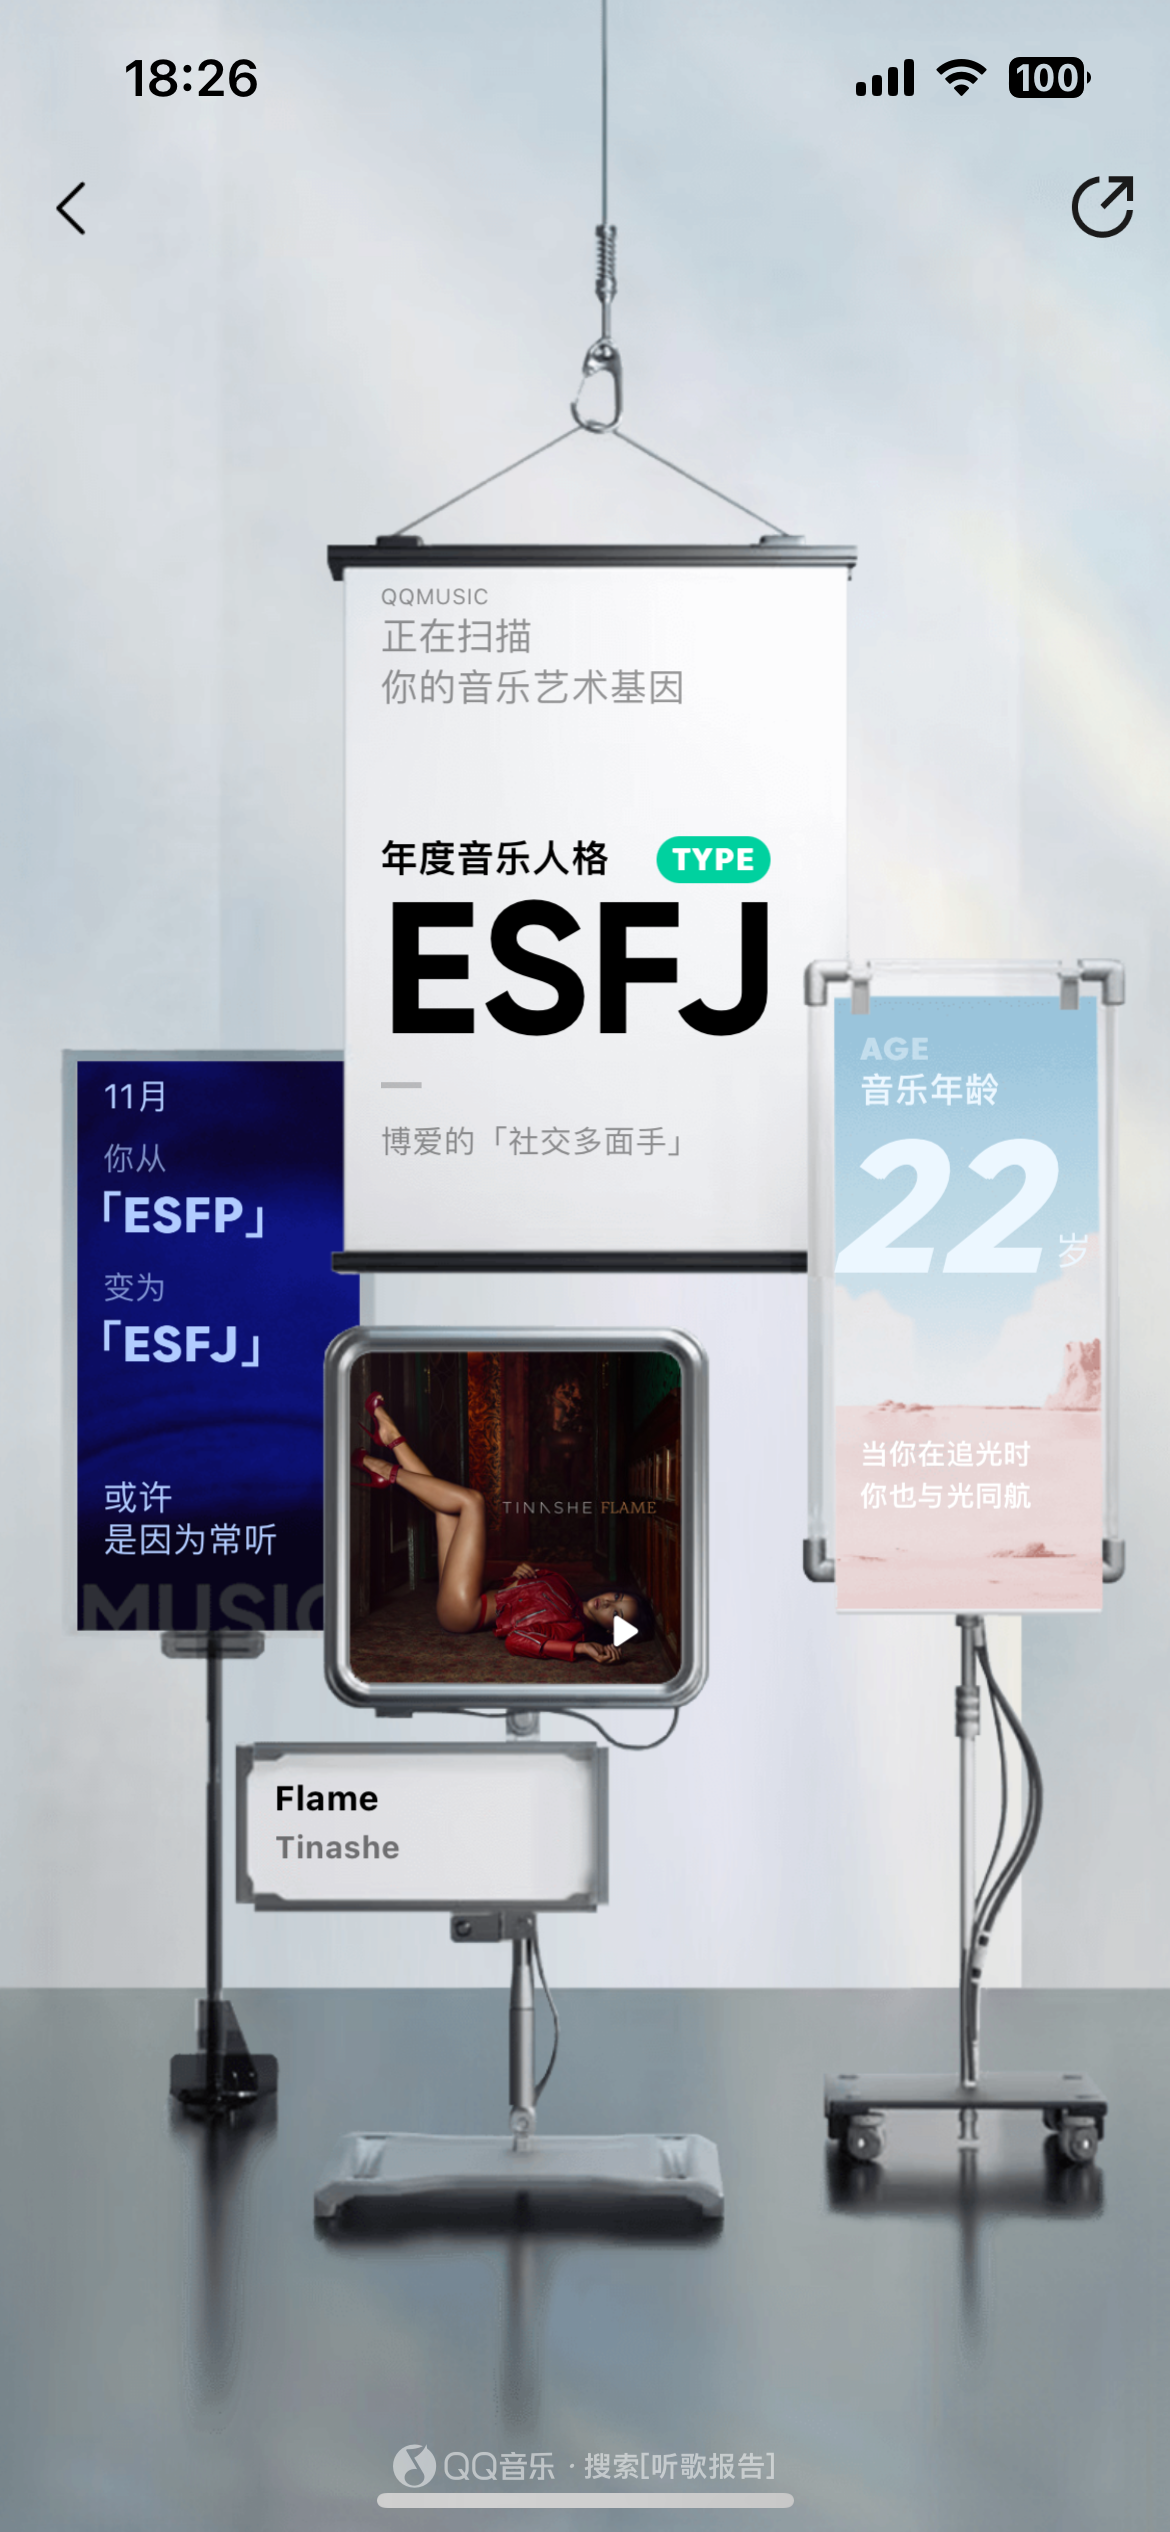 18:26
100
QQMUSIC
正在扫描
你的音乐艺术基因
年度音乐人格 TYPE
ESFJ
博爱的「社交多面手」
11月
你从
「ESFP」
变为
「ESFJ」
或许
是因为常听
MUSIC
AGE
音乐年龄
22岁
当你在追光时
你也与光同航
TINASHE FLAME
Flame
Tinashe
QQ音乐 · 搜索[听歌报告]